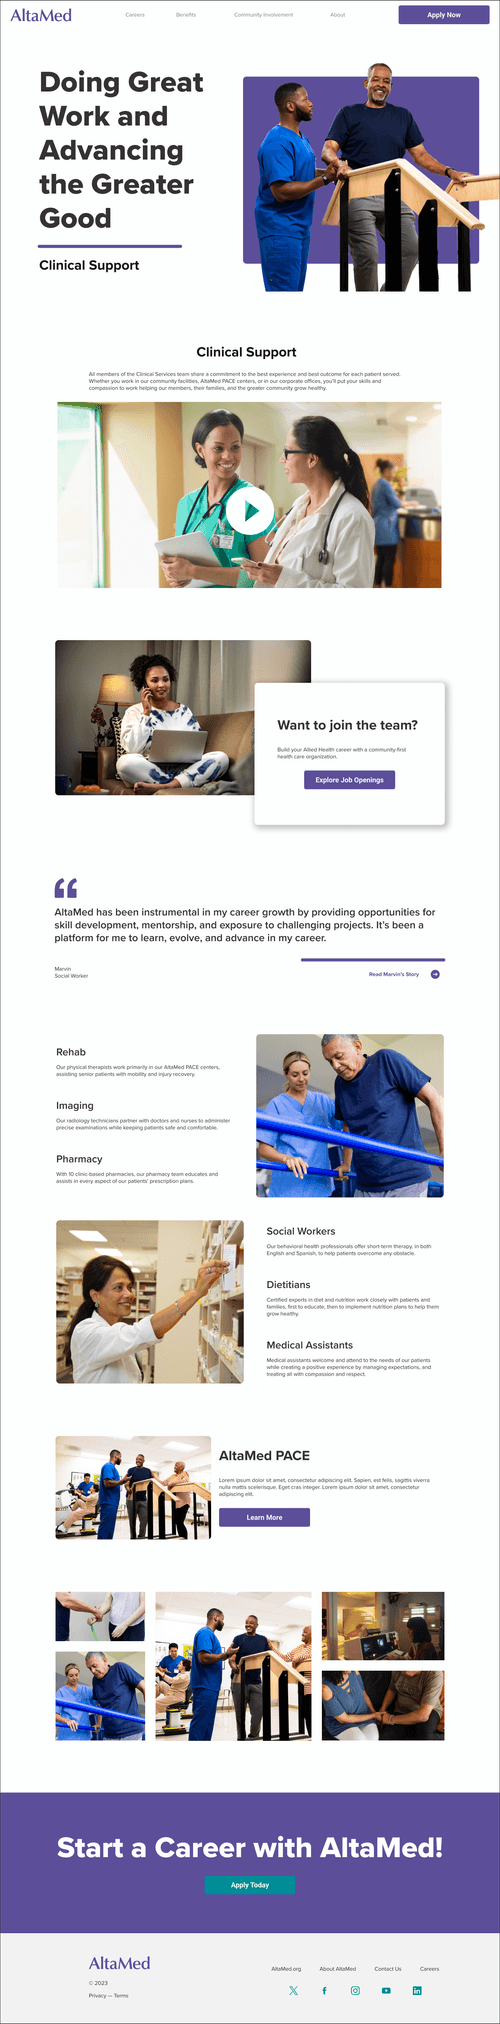 AltaMed
Careers
Benefits
Community Involvement
About
Apply Now
Doing Great
Work and
Advancing
the Greater
Good
Clinical Support
Clinical Support
All members of the Clinical Services team share a commitment to the best experience and best outcome for each patient served.
Whether you work in our community facilities, AltaMed PACE centers, or in our corporate offices, you'll put your skills and
compassion to work helping our members, their families, and the greater community grow healthy.
Want to join the team?
Build your Allied Health career with a community-first
health care organization.
Explore Job Openings
AltaMed has been instrumental in my career growth by providing opportunities for
skill development, mentorship, and exposure to challenging projects. It's been a
platform for me to learn, evolve, and advance in my career.
Marvin
Social Worker
Read Marvin's Story
Rehab
Our physical therapists work primarily in our AltaMed PACE centers,
assisting senior patients with mobility and injury recovery.
Imaging
Our radiology technicians partner with doctors and nurses to administer
precise examinations while keeping patients safe and comfortable.
Pharmacy
With 10 clinic-based pharmacies, our pharmacy team educates and
assists in every aspect of our patients' prescription plans.
Social Workers
Our behavioral health professionals offer short-term therapy, in both
English and Spanish, to help patients overcome any obstacle.
Dietitians
Certified experts in diet and nutrition work closely with patients and
families, first to educate, then to implement nutrition plans to help them
grow healthy.
Medical Assistants
Medical assistants welcome and attend to the needs of our patients
while creating a positive experience by managing expectations, and
treating all with compassion and respect.
AltaMed PACE
Lorem ipsum dolor sit amet, consectetur adipiscing elit. Sapien, est felis, sagittis viverra
nulla mattis scelerisque. Eget cras integer. Lorem ipsum dolor sit amet, consectetur
adipiscing elit.
Learn More
Start a Career with AltaMed!
Apply Today
AltaMed
© 2023
Privacy — Terms
AltaMed.org
About AltaMed
Contact Us
Careers